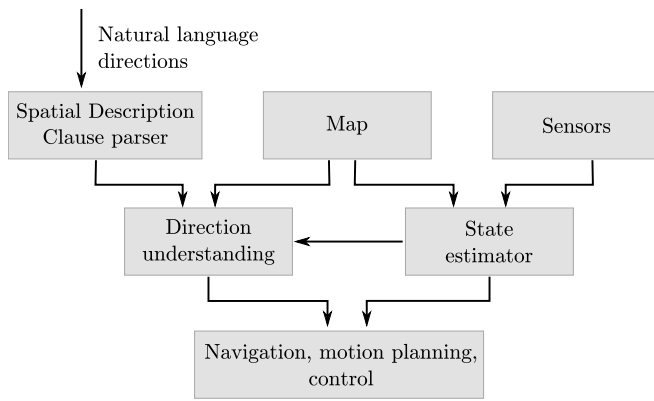 Natural language
directions
Spatial Description
Clause parser
Map
Sensors
Direction
understanding
State
estimator
Navigation, motion planning,
control